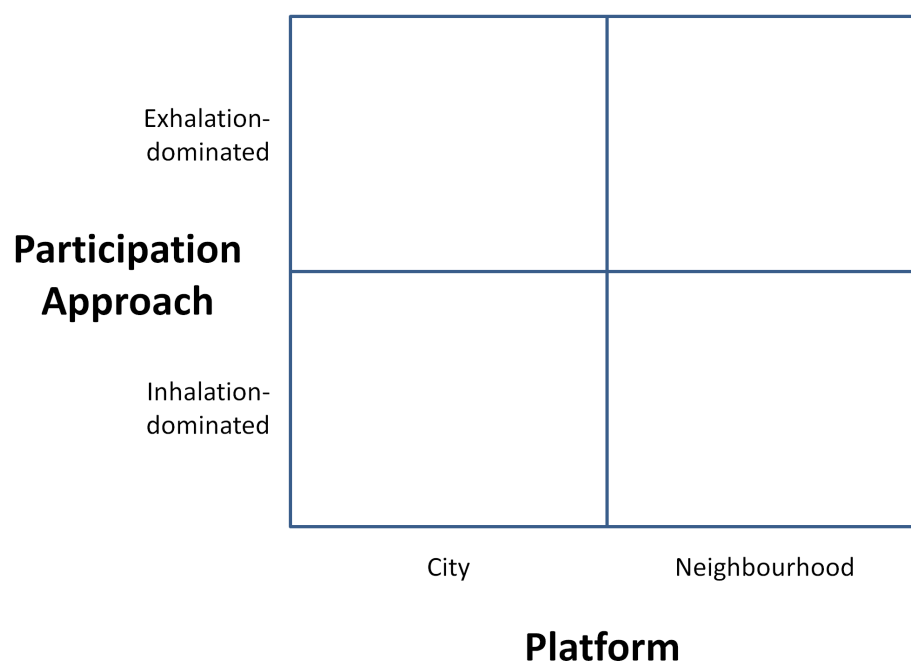 Exhalation-
dominated
Participation
Approach
Inhalation-
dominated
City
Neighbourhood
Platform